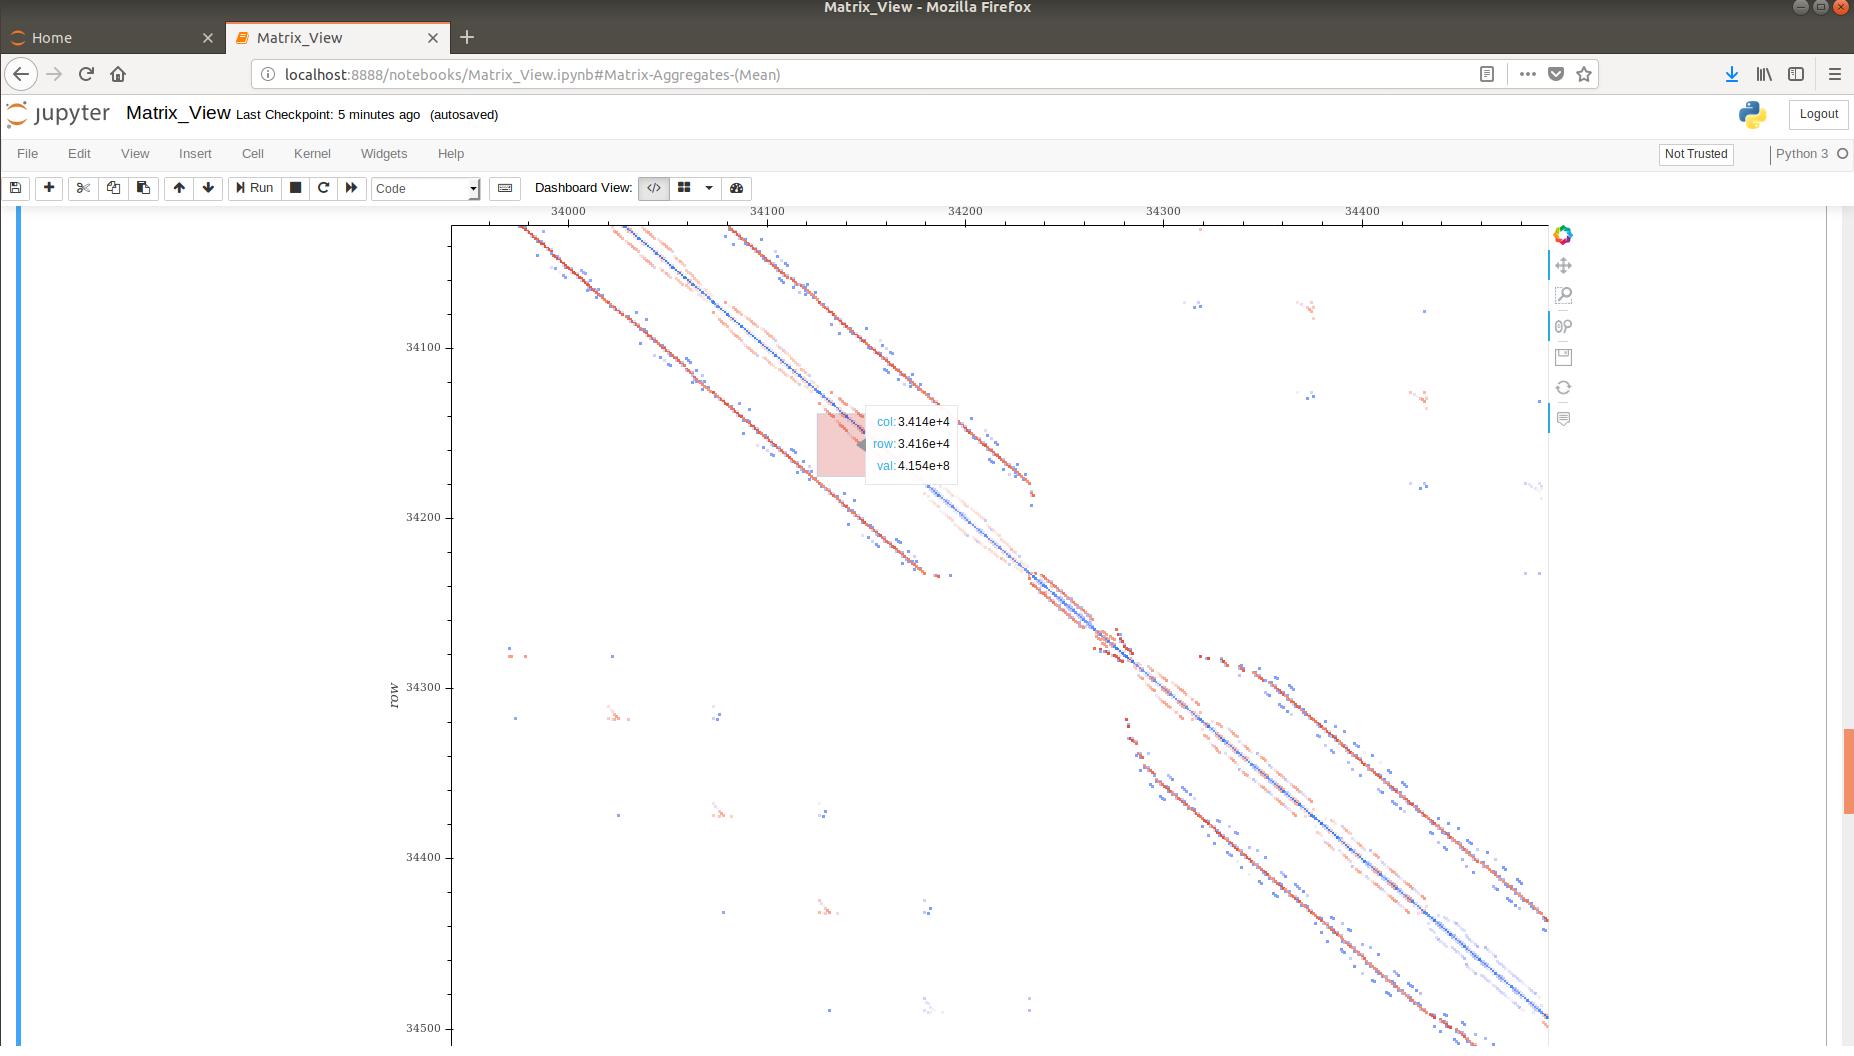 Matrix_View - Mozilla Firefox
Home
Matrix_View
localhost:8888/notebooks/Matrix_View.ipynb#Matrix-Aggregates-(Mean)
jupyter Matrix_View Last Checkpoint: 5 minutes ago (autosaved)
Logout
File Edit View Insert Cell Kernel Widgets Help
Not Trusted
Python 3
Run
Code
Dashboard View:
34000 34100 34200 34300 34400
34100
34200
34300
34400
34500
row
col: 3.414e+4
row: 3.416e+4
val: 4.154e+8